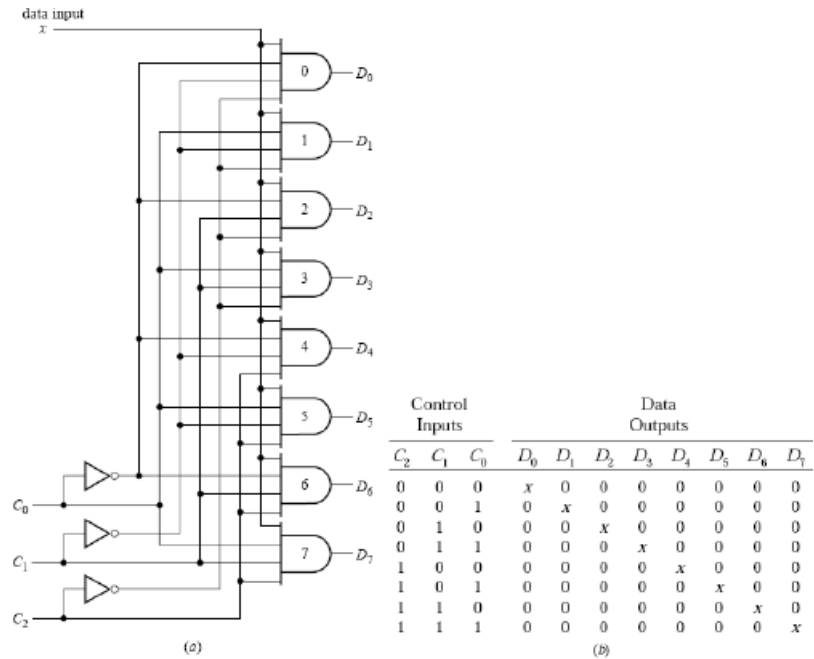 data input
x
0
D₀
1
D₁
2
D₂
3
D₃
4
D₄
5
D₅
6
D₆
7
D₇
C₀
C₁
C₂
(a)
Control Inputs
Data Outputs
C₂ C₁ C₀ D₀ D₁ D₂ D₃ D₄ D₅ D₆ D₇
0 0 0 x 0 0 0 0 0 0 0
0 0 1 0 x 0 0 0 0 0 0
0 1 0 0 0 x 0 0 0 0 0
0 1 1 0 0 0 x 0 0 0 0
1 0 0 0 0 0 0 x 0 0 0
1 0 1 0 0 0 0 0 x 0 0
1 1 0 0 0 0 0 0 0 x 0
1 1 1 0 0 0 0 0 0 0 x
(b)